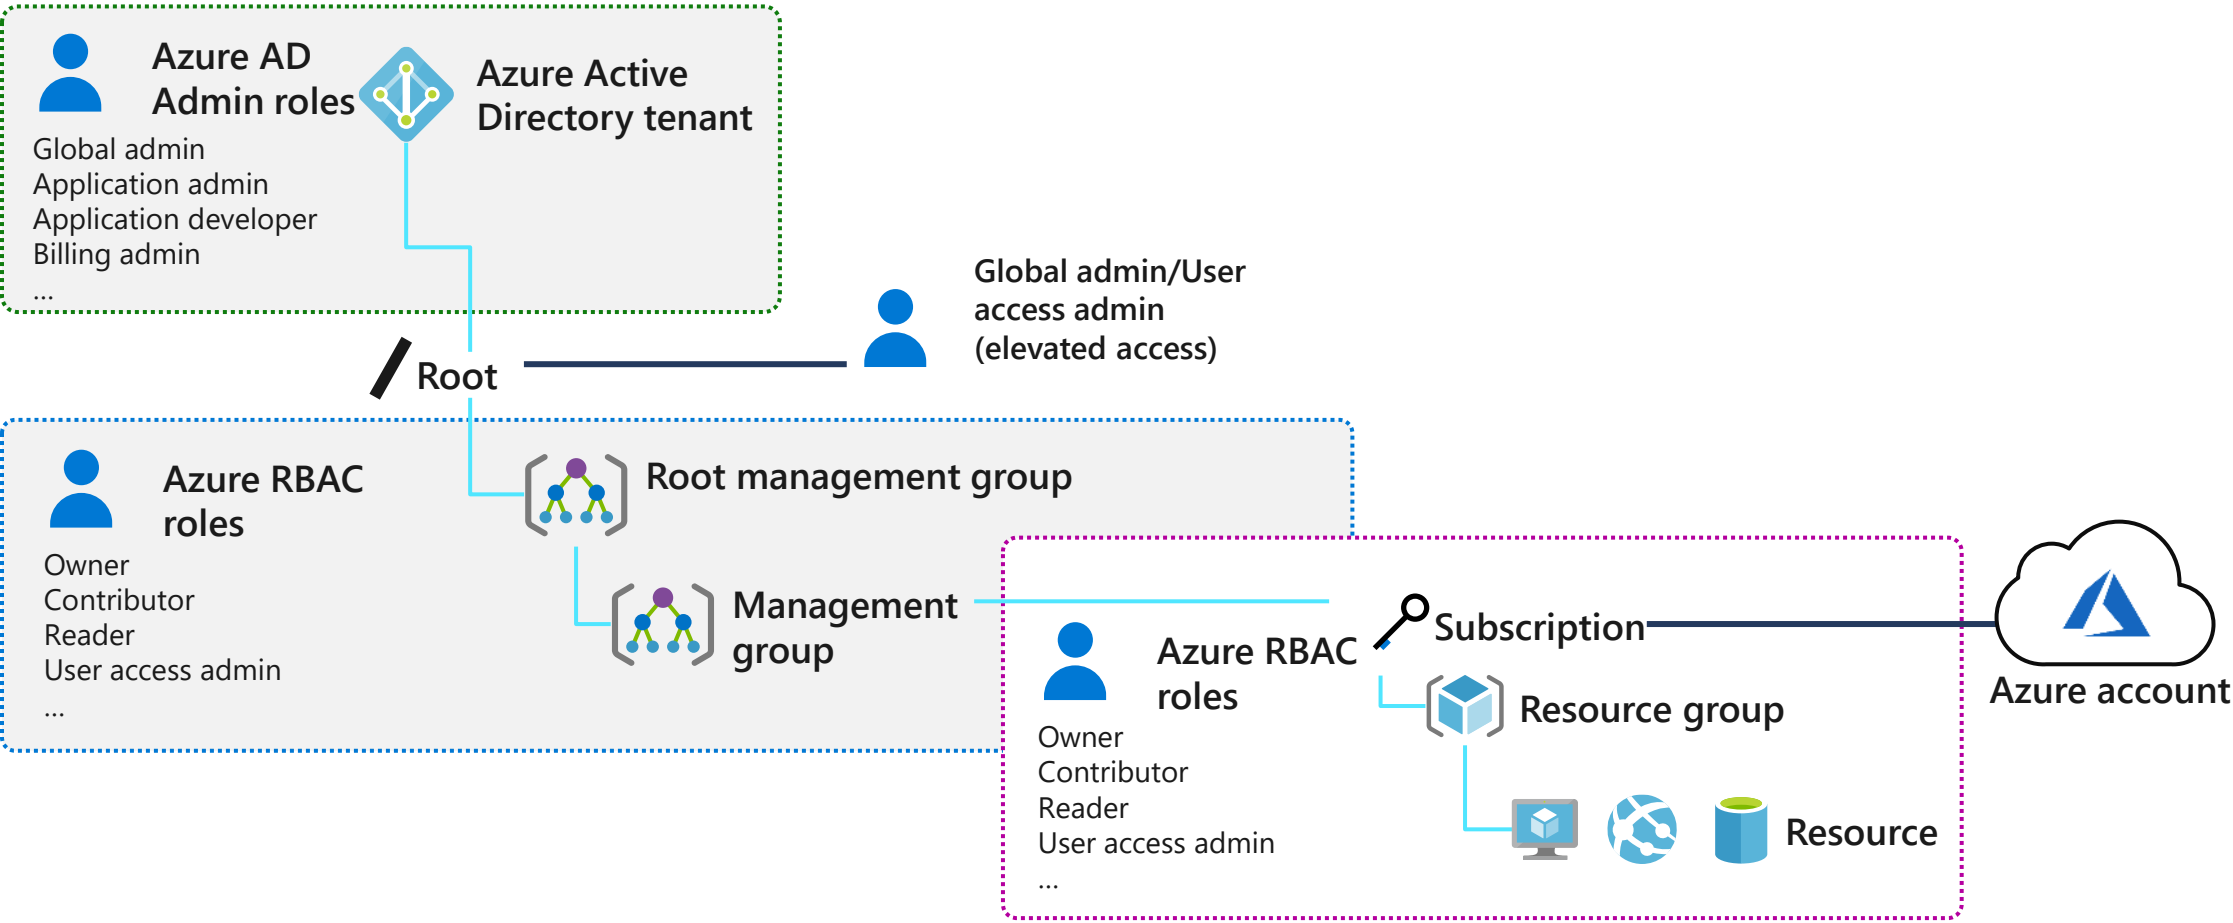 Azure AD
Admin roles
Global admin
Application admin
Application developer
Billing admin
...
Azure Active
Directory tenant
Root
Global admin/User
access admin
(elevated access)
Azure RBAC
roles
Owner
Contributor
Reader
User access admin
...
Root management group
Management
group
Azure RBAC
roles
Owner
Contributor
Reader
User access admin
...
Subscription
Resource group
Resource
Azure account